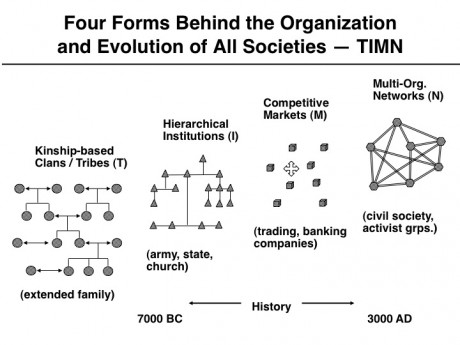 Four Forms Behind the Organization
and Evolution of All Societies — TIMN
Kinship-based
Clans / Tribes (T)
(extended family)
Hierarchical
Institutions (I)
(army, state,
church)
Competitive
Markets (M)
(trading, banking
companies)
Multi-Org.
Networks (N)
(civil society,
activist grps.)
History
7000 BC
3000 AD